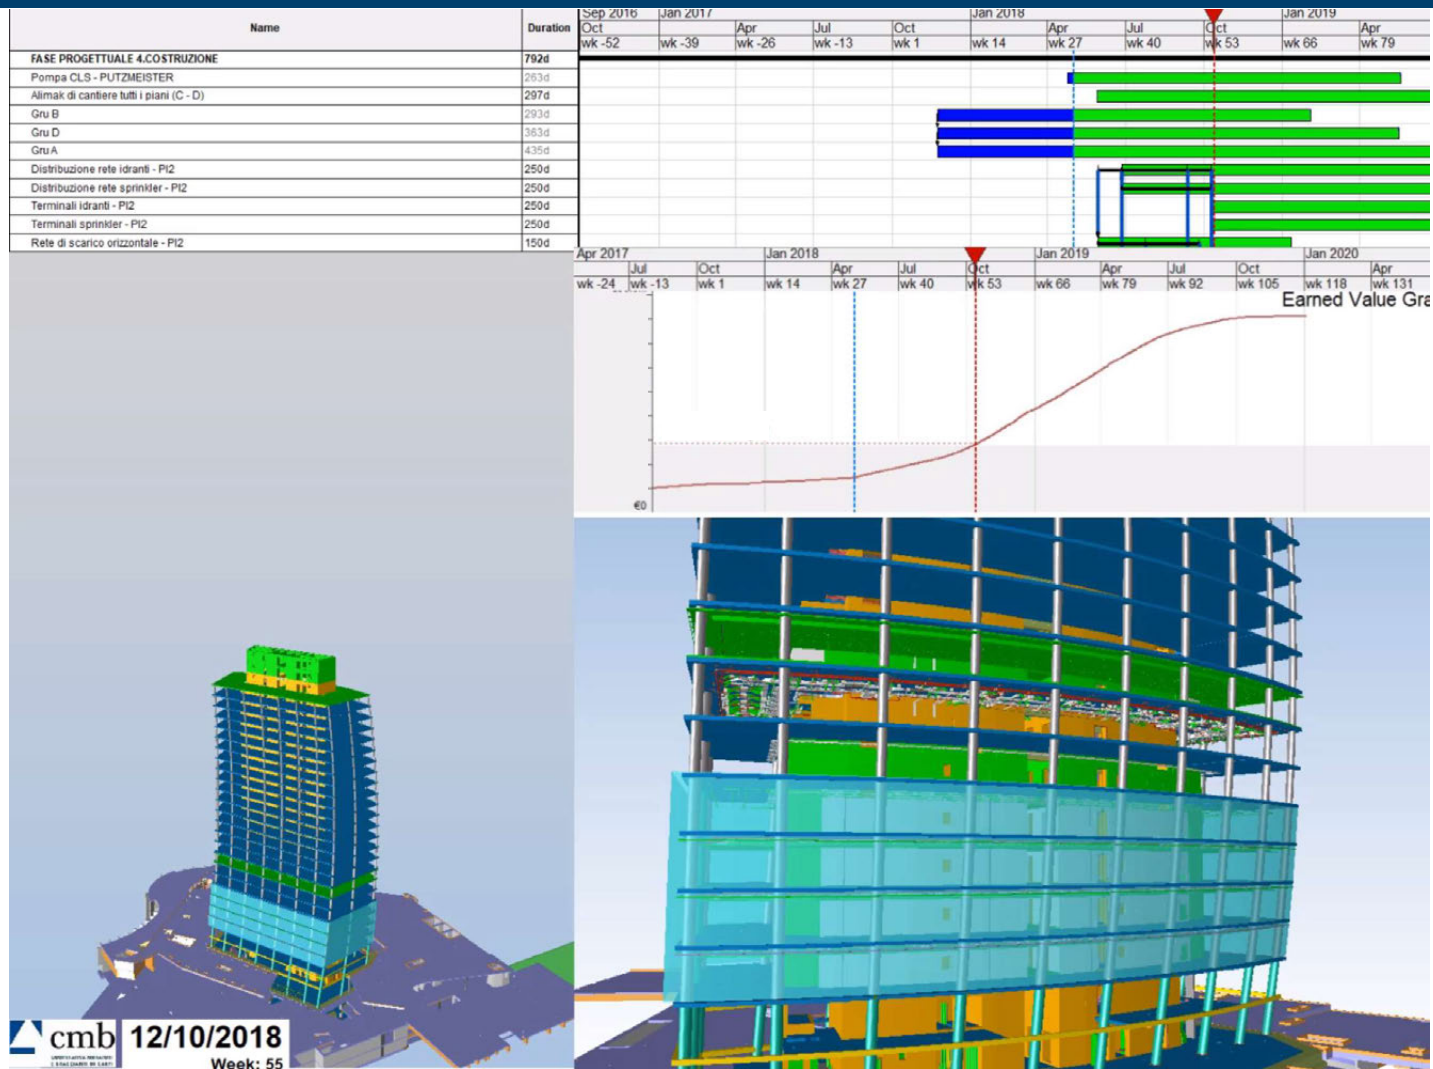 Name Duration
FASE PROGETTUALE 4.COSTRUZIONE 792d
Pompa CLS - PUTZMEISTER 263d
Alimak di cantiere tutti i piani (C - D) 297d
Gru B 293d
Gru D 363d
Gru A 435d
Distribuzione rete idranti - PI2 250d
Distribuzione rete sprinkler - PI2 250d
Terminali idranti - PI2 250d
Terminali sprinkler - PI2 250d
Rete di scarico orizzontale - PI2 150d
Sep 2016 Jan 2017 Jan 2018 Jan 2019
Oct Apr Jul Oct Apr Jul Oct Apr
wk -52 wk -39 wk -26 wk -13 wk 1 wk 14 wk 27 wk 40 wk 53 wk 66 wk 79
Apr 2017 Jan 2018 Jan 2019 Jan 2020
Jul Oct Apr Jul Oct Apr Jul Oct Apr
wk -24 wk -13 wk 1 wk 14 wk 27 wk 40 wk 53 wk 66 wk 79 wk 92 wk 105 wk 118 wk 131
Earned Value Gra
€0
cmb 12/10/2018
Week: 55